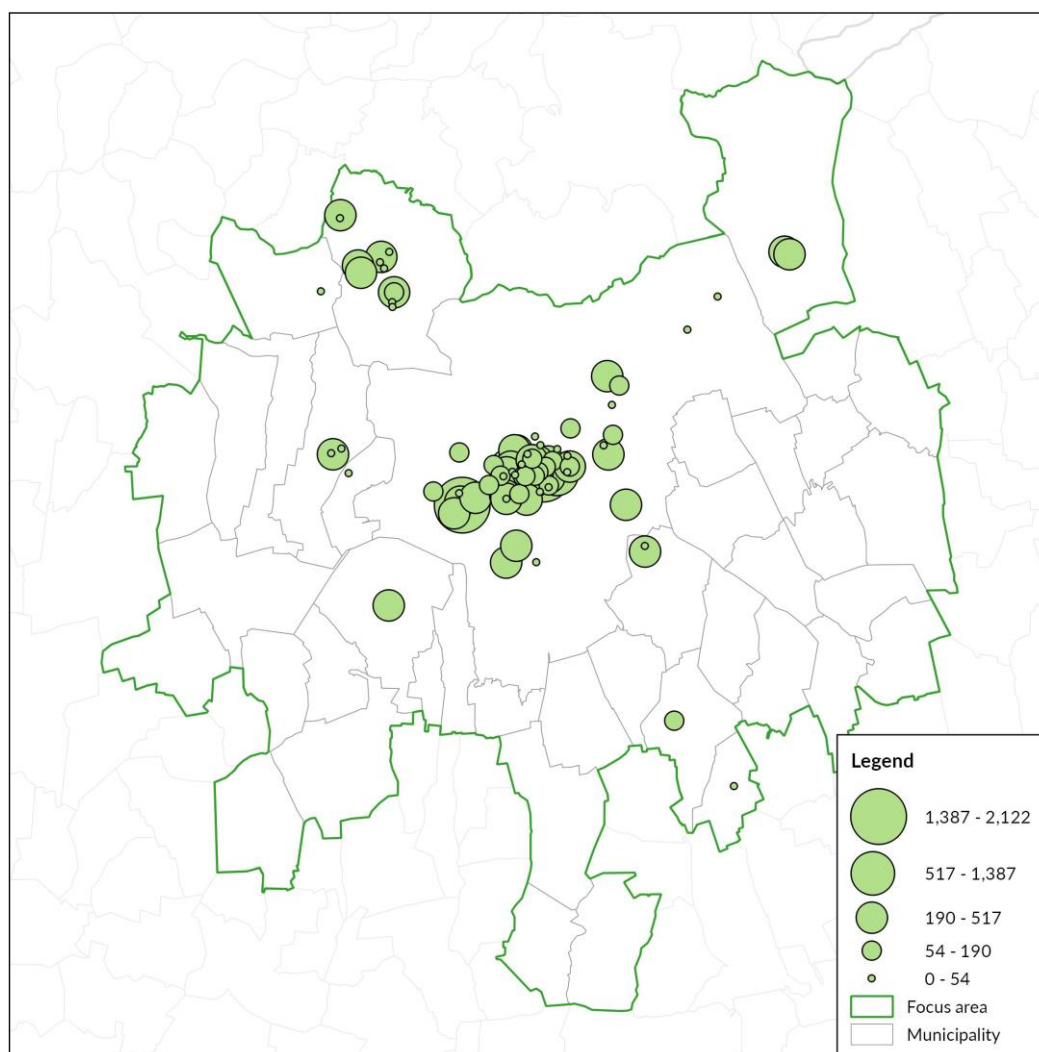 Legend
1,387 - 2,122
517 - 1,387
190 - 517
54 - 190
0 - 54
Focus area
Municipality